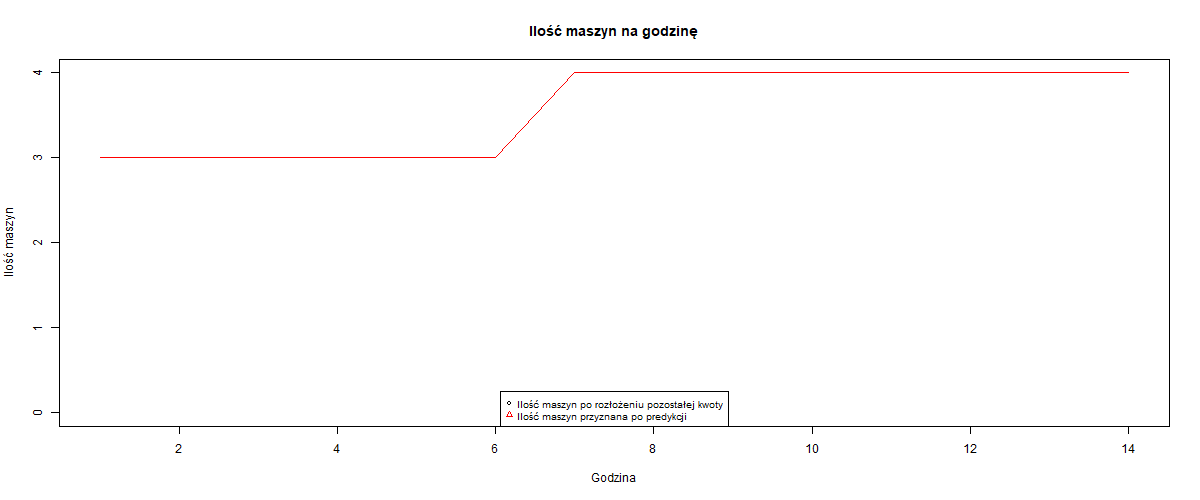 Ilość maszyn na godzinę
Ilość maszyn
4
3
2
1
0
Ilość maszyn po rozłożeniu pozostałej kwoty
Ilość maszyn przyznana po predykcji
2 4 6 8 10 12 14
Godzina